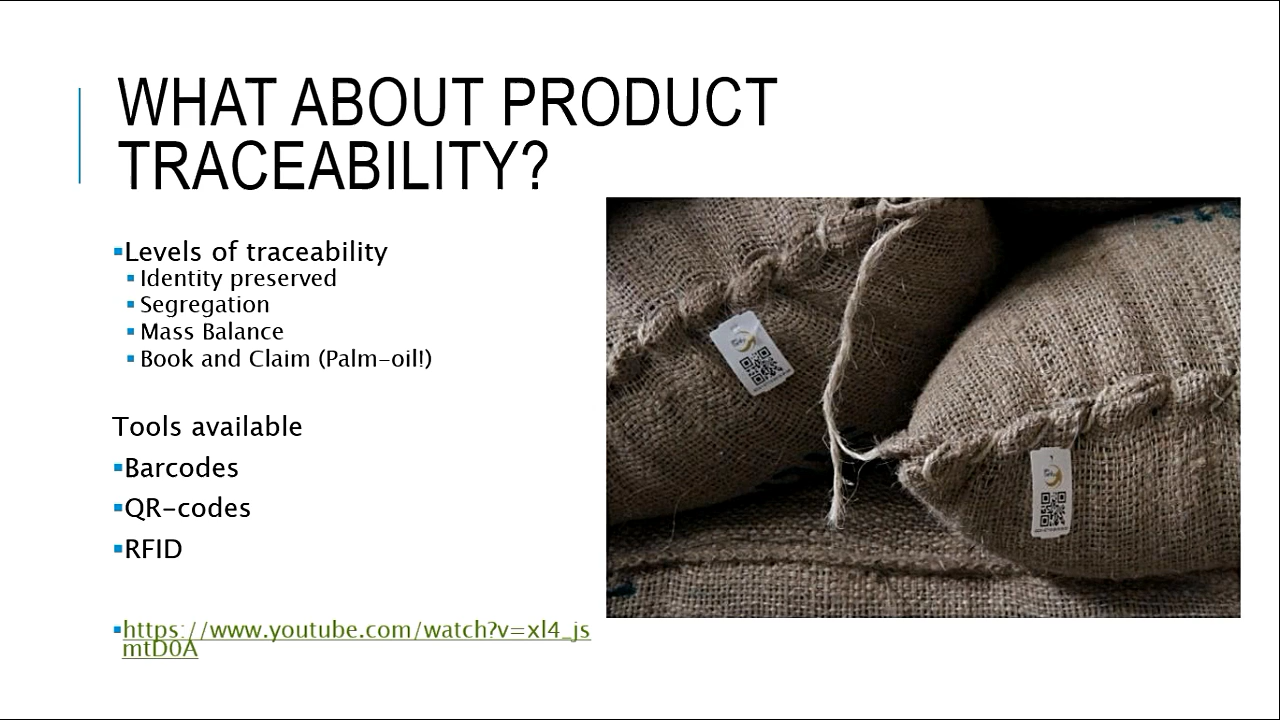 WHAT ABOUT PRODUCT
TRACEABILITY?
Levels of traceability
Identity preserved
Segregation
Mass Balance
Book and Claim (Palm-oil!)
Tools available
Barcodes
QR-codes
RFID
https://www.youtube.com/watch?v=xl4_js
mtD0A